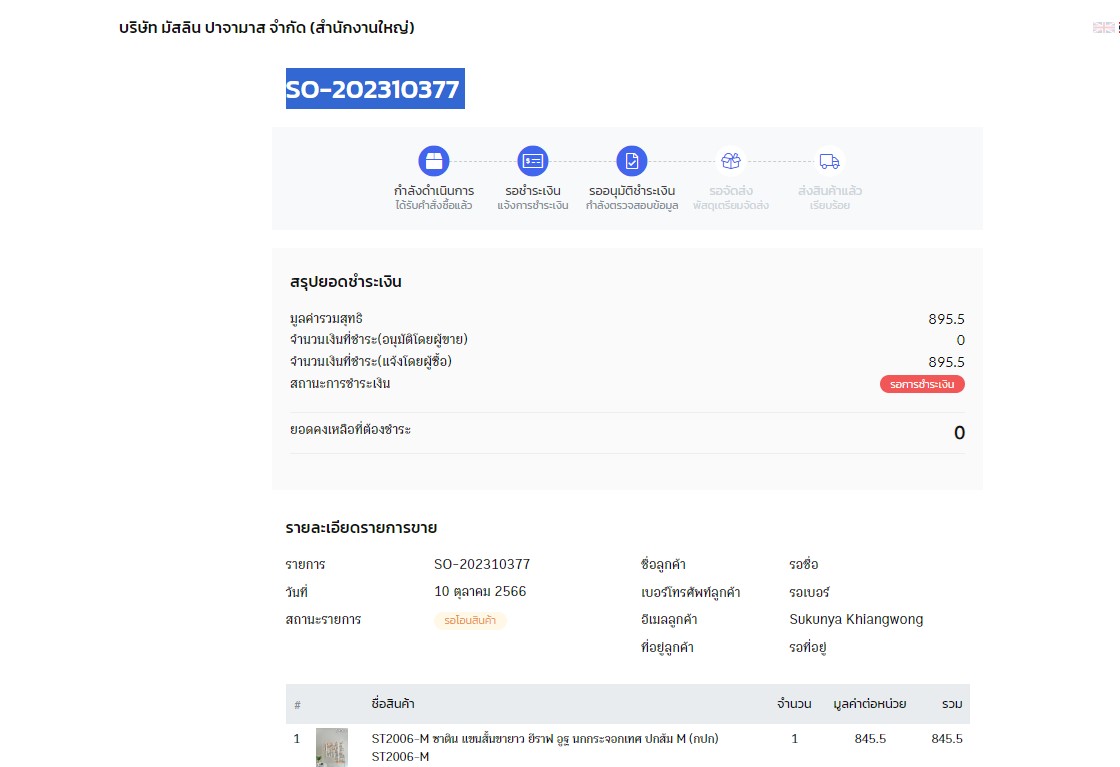 บริษัท มัสลิน ปาจามาส จำกัด (สำนักงานใหญ่)
SO-202310377
กำลังดำเนินการ รอชำระเงิน รออนุมัติชำระเงิน รอจัดส่ง ส่งสินค้าแล้ว
ได้รับคำสั่งซื้อแล้ว แจ้งการชำระเงิน กำลังตรวจสอบข้อมูล พัสดุเตรียมจัดส่ง เรียบร้อย
สรุปยอดชำระเงิน
มูลค่ารวมสุทธิ 895.5
จำนวนเงินที่ชำระ(อนุมัติโดยผู้ขาย) 0
จำนวนเงินที่ชำระ(แจ้งโดยผู้ซื้อ) 895.5
สถานะการชำระเงิน รอการชำระเงิน
ยอดคงเหลือที่ต้องชำระ 0
รายละเอียดรายการขาย
รายการ SO-202310377 ชื่อลูกค้า รอชื่อ
วันที่ 10 ตุลาคม 2566 เบอร์โทรศัพท์ลูกค้า รอเบอร์
สถานะรายการ รอโอนสินค้า อีเมลลูกค้า Sukunya Khiangwong
ที่อยู่ลูกค้า รอที่อยู่
# ชื่อสินค้า จำนวน มูลค่าต่อหน่วย รวม
1 ST2006-M ซาติน แขนสั้นขายาว ยีราฟ อูฐ นกกระจอกเทศ ปกส้ม M (กปก) 1 845.5 845.5
ST2006-M